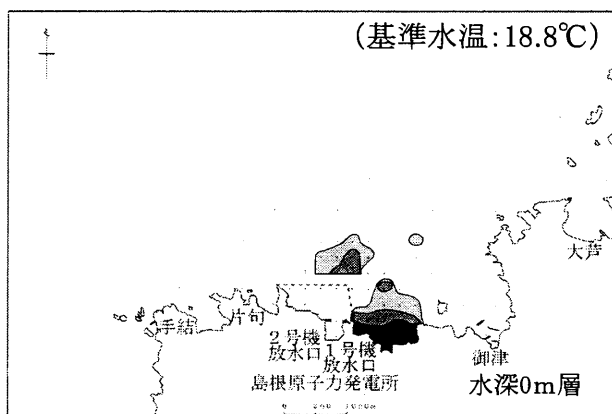 (基準水温:18.8℃)
大芦
手結
片句
2号機
放水口
1号機
放水口
御津
島根原子力発電所
水深0m層